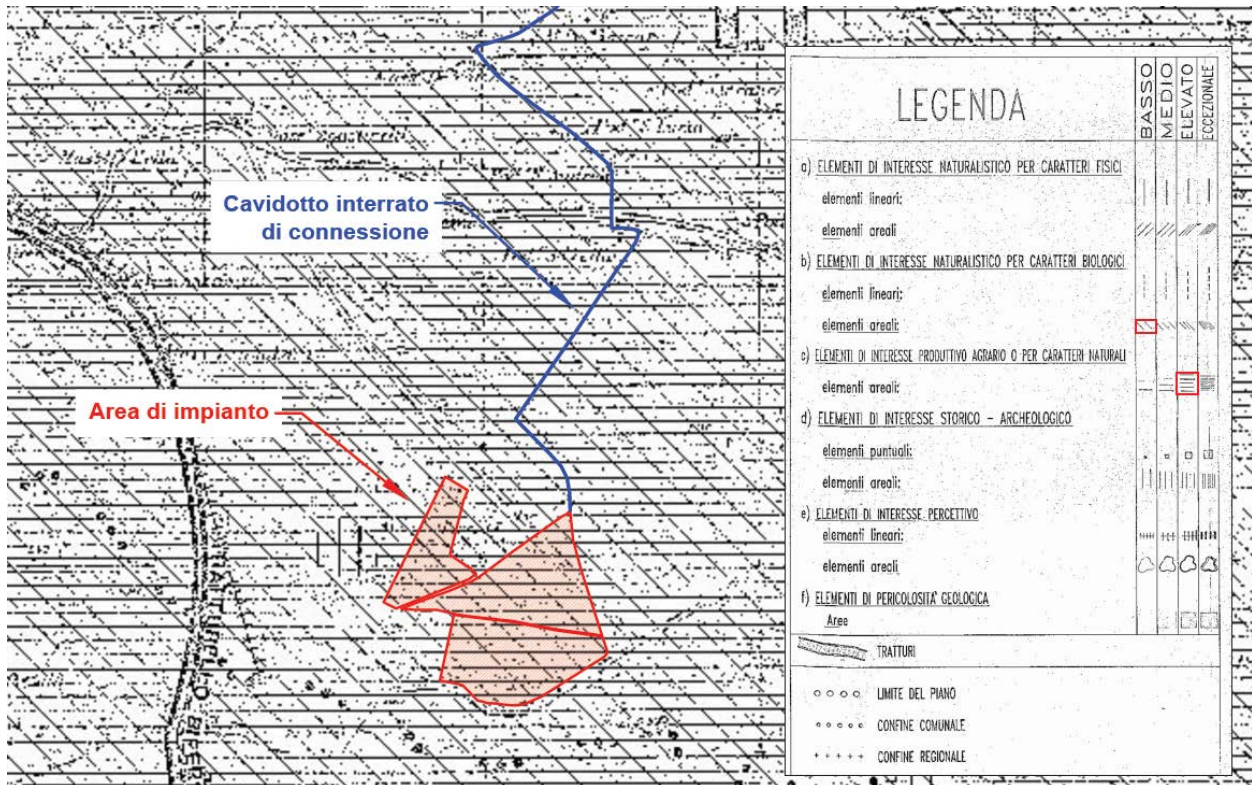 Cavidotto interrato
di connessione
Area di impianto
LEGENDA
BASSO
MEDIO
ELEVATO
ECCEZIONALE
a) ELEMENTI DI INTERESSE NATURALISTICO PER CARATTERI FISICI
elementi lineari:
elementi areali
b) ELEMENTI DI INTERESSE NATURALISTICO PER CARATTERI BIOLOGICI
elementi lineari:
elementi areali:
c) ELEMENTI DI INTERESSE PRODUTTIVO AGRARIO O PER CARATTERI NATURALI
elementi areali:
d) ELEMENTI DI INTERESSE STORICO - ARCHEOLOGICO
elementi puntuali:
elementi areali:
e) ELEMENTI DI INTERESSE PERCETTIVO
elementi lineari:
elementi areali
f) ELEMENTI DI PERICOLOSITA' GEOLOGICA
Aree
TRATTURI
LIMITE DEL PIANO
CONFINE COMUNALE
CONFINE REGIONALE